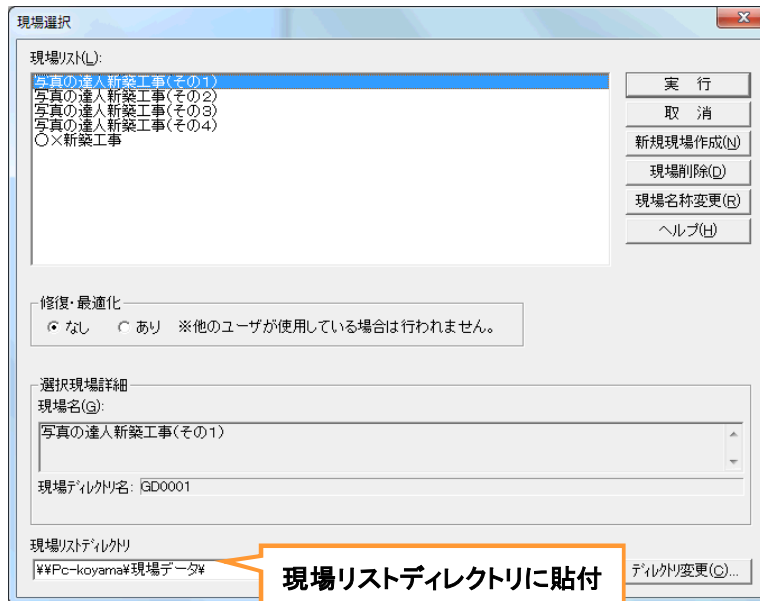 現場選択
現場リスト(L):
写真の達人新築工事(その1)
写真の達人新築工事(その2)
写真の達人新築工事(その3)
写真の達人新築工事(その4)
〇×新築工事
実 行
取 消
新規現場作成(N)
現場削除(D)
現場名称変更(R)
ヘルプ(H)
修復・最適化
なし あり ※他のユーザが使用している場合は行われません。
選択現場詳細
現場名(G):
写真の達人新築工事(その1)
現場ディレクトリ名: GD0001
現場リストディレクトリ
¥¥Pc-koyama¥現場データ¥
現場リストディレクトリに貼付
ディレクトリ変更(C)...